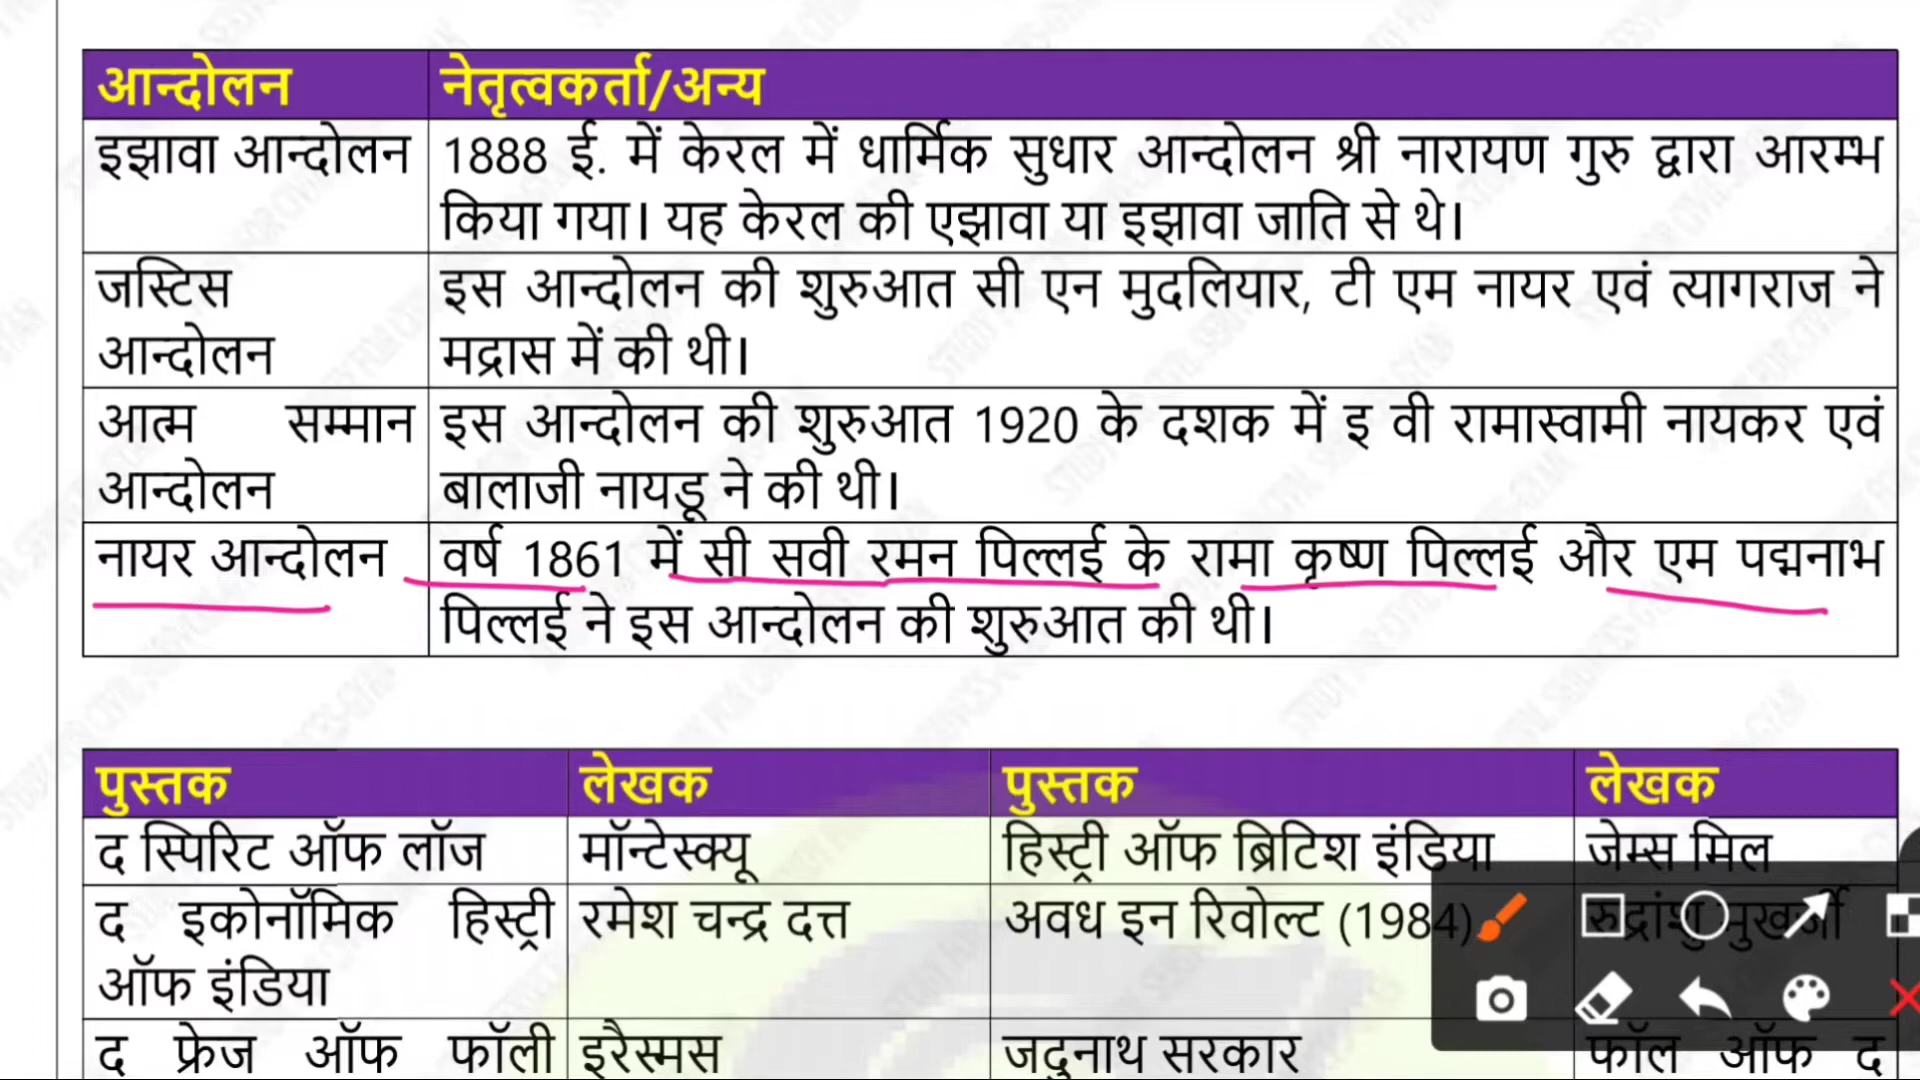 आन्दोलन नेतृत्वकर्ता/अन्य
इझावा आन्दोलन 1888 ई. में केरल में धार्मिक सुधार आन्दोलन श्री नारायण गुरु द्वारा आरम्भ
किया गया। यह केरल की एझावा या इझावा जाति से थे।
जस्टिस इस आन्दोलन की शुरुआत सी एन मुदलियार, टी एम नायर एवं त्यागराज ने
आन्दोलन मद्रास में की थी।
आत्म सम्मान इस आन्दोलन की शुरुआत 1920 के दशक में इ वी रामास्वामी नायकर एवं
आन्दोलन बालाजी नायडू ने की थी।
नायर आन्दोलन वर्ष 1861 में सी सवी रमन पिल्लई के रामा कृष्ण पिल्लई और एम पद्मनाभ
पिल्लई ने इस आन्दोलन की शुरुआत की थी।
पुस्तक लेखक पुस्तक लेखक
द स्पिरिट ऑफ लॉज मॉन्टेस्क्यू हिस्ट्री ऑफ ब्रिटिश इंडिया जेम्स मिल
द इकोनॉमिक हिस्ट्री रमेश चन्द्र दत्त अवध इन रिवोल्ट (1984) रुद्रांशु मुखर्जी
ऑफ इंडिया
द फ्रेज ऑफ फॉली इरैस्मस जदुनाथ सरकार फॉल ऑफ द